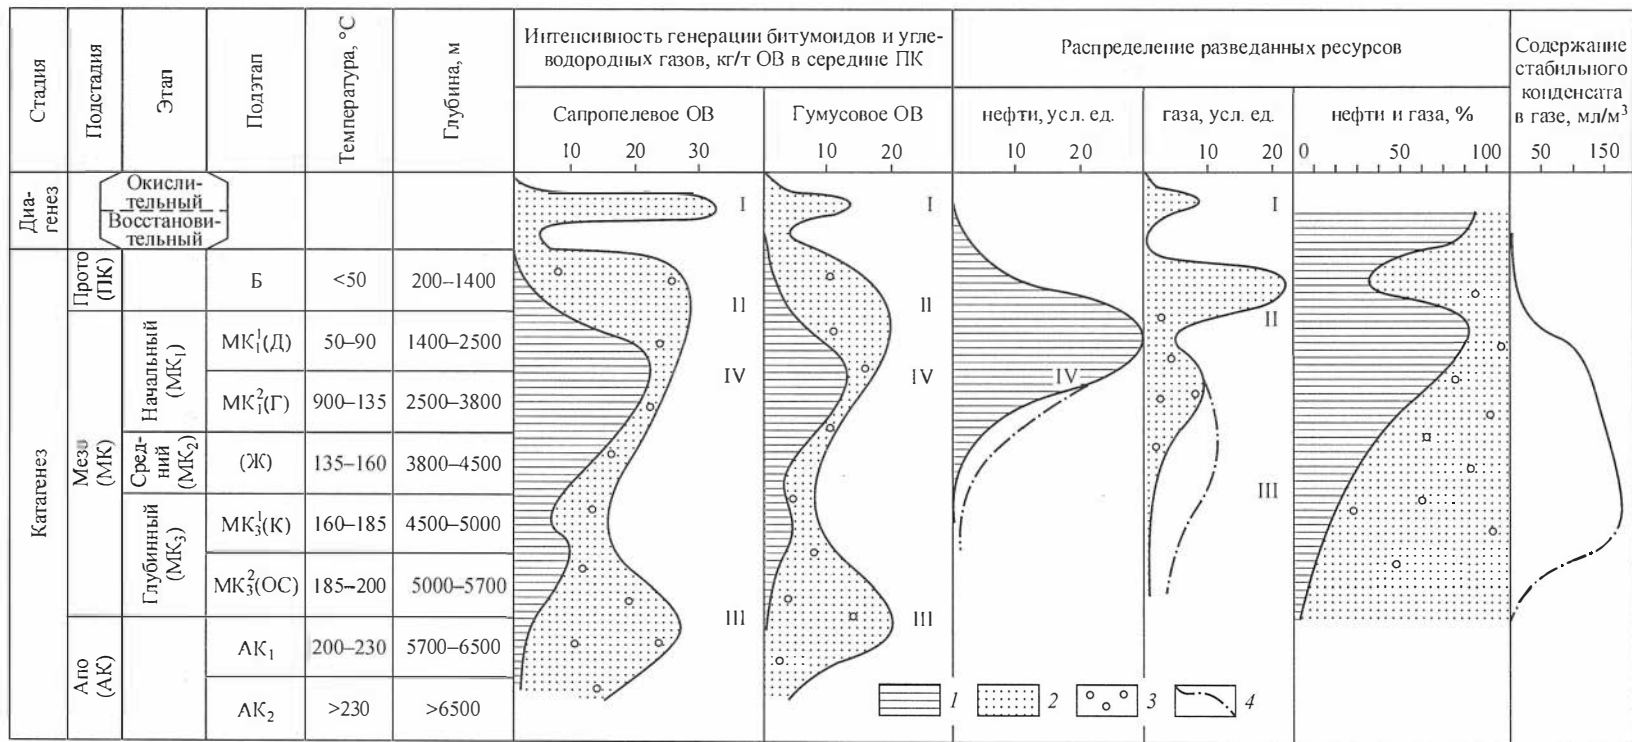 Стадия
Подстадия
Этап
Подэтап
Температура, °С
Глубина, м
Интенсивность генерации битумоидов и угле-
водородных газов, кг/т ОВ в середине ПК
Сапропелевое ОВ
10 20 30
Гумусовое ОВ
10 20
Распределение разведанных ресурсов
нефти, усл. ед.
10 20
газа, усл. ед.
10 20
нефти и газа, %
0 50 100
Содержание
стабильного
конденсата
в газе, мл/м³
50 150
Диа-
генез
Окисли-
тельный
Восстанови-
тельный
I I I
Катагенез
Прото
(ПК)
Б <50 200–1400
II II II
Мезо
(МК)
Начальный
(МК₁)
МК₁¹(Д) 50–90 1400–2500
IV IV IV
МК₁²(Г) 900–135 2500–3800
Сред-
ний
(МК₂)
(Ж) 135–160 3800–4500
III
Глубинный
(МК₃)
МК₃¹(К) 160–185 4500–5000
МК₃²(ОС) 185–200 5000–5700
Апо
(АК)
АК₁ 200–230 5700–6500
III III
АК₂ >230 >6500
1 2 3 4